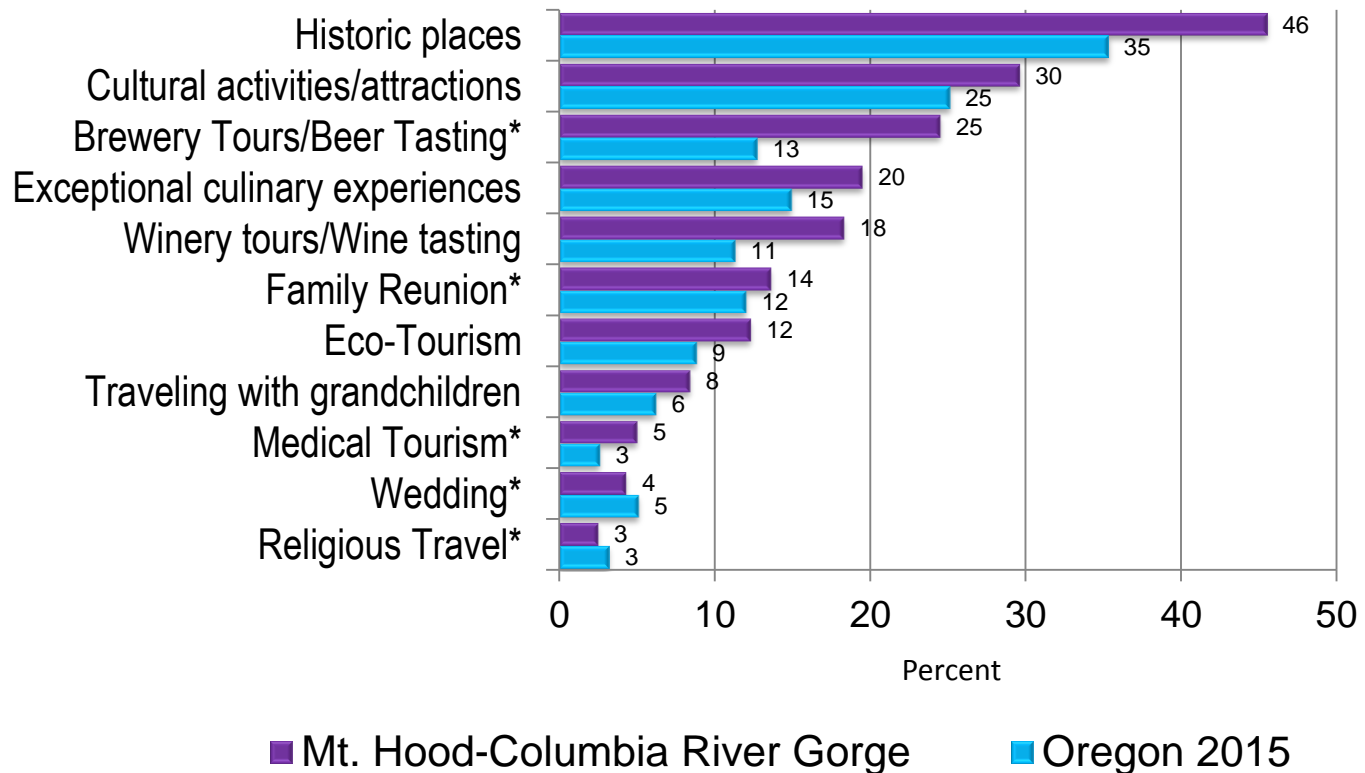 Historic places
46
35
Cultural activities/attractions
30
25
Brewery Tours/Beer Tasting*
25
13
Exceptional culinary experiences
20
15
Winery tours/Wine tasting
18
11
Family Reunion*
14
12
Eco-Tourism
12
9
Traveling with grandchildren
8
6
Medical Tourism*
5
3
Wedding*
4
5
Religious Travel*
3
3
0 10 20 30 40 50
Percent
Mt. Hood-Columbia River Gorge Oregon 2015